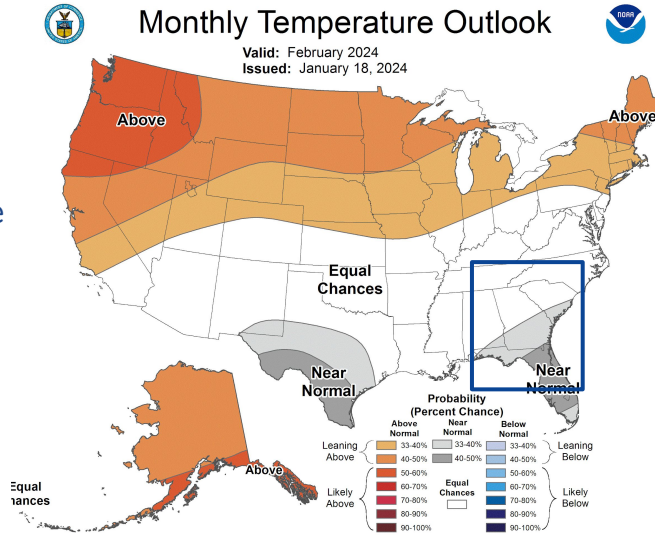 Monthly Temperature Outlook
NOAA
Valid: February 2024
Issued: January 18, 2024
Above
Above
e
Equal
Chances
Near
Normal
Near
Normal
Above
Equal
hances
Probability
(Percent Chance)
Above Normal
Near Normal
Below Normal
Leaning Above
33-40% 33-40% 33-40%
40-50% 40-50% 40-50%
Leaning Below
Likely Above
50-60% 50-60%
60-70% 60-70%
70-80% 70-80%
80-90% 80-90%
90-100% 90-100%
Equal Chances
Likely Below